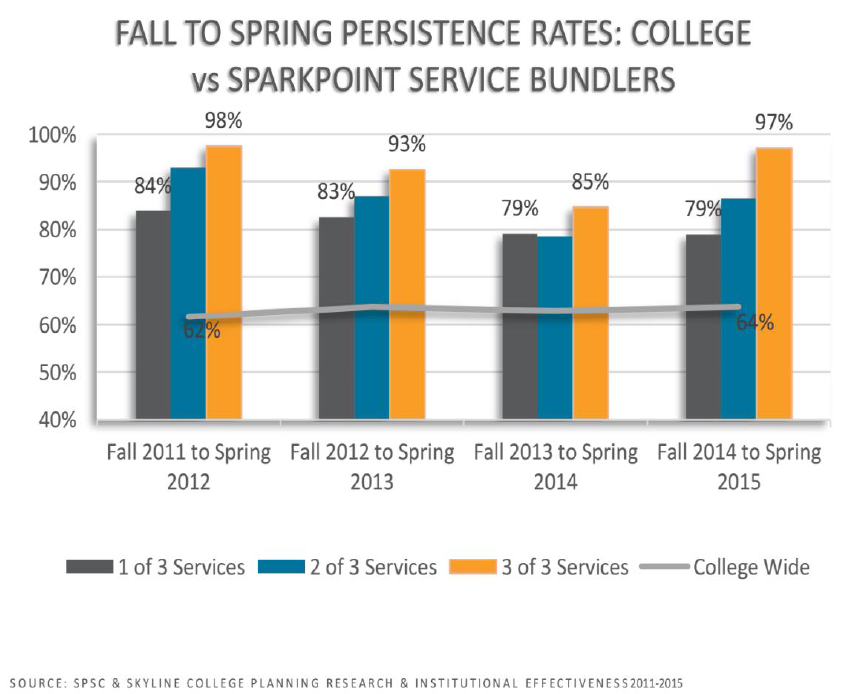 FALL TO SPRING PERSISTENCE RATES: COLLEGE
vs SPARKPOINT SERVICE BUNDLERS
100%
90%
80%
70%
60%
50%
40%
84%
98%
83%
93%
79%
85%
79%
97%
62%
64%
Fall 2011 to Spring
2012
Fall 2012 to Spring
2013
Fall 2013 to Spring
2014
Fall 2014 to Spring
2015
1 of 3 Services
2 of 3 Services
3 of 3 Services
College Wide
SOURCE: SPSC & SKYLINE COLLEGE PLANNING RESEARCH & INSTITUTIONAL EFFECTIVENESS2011-2015